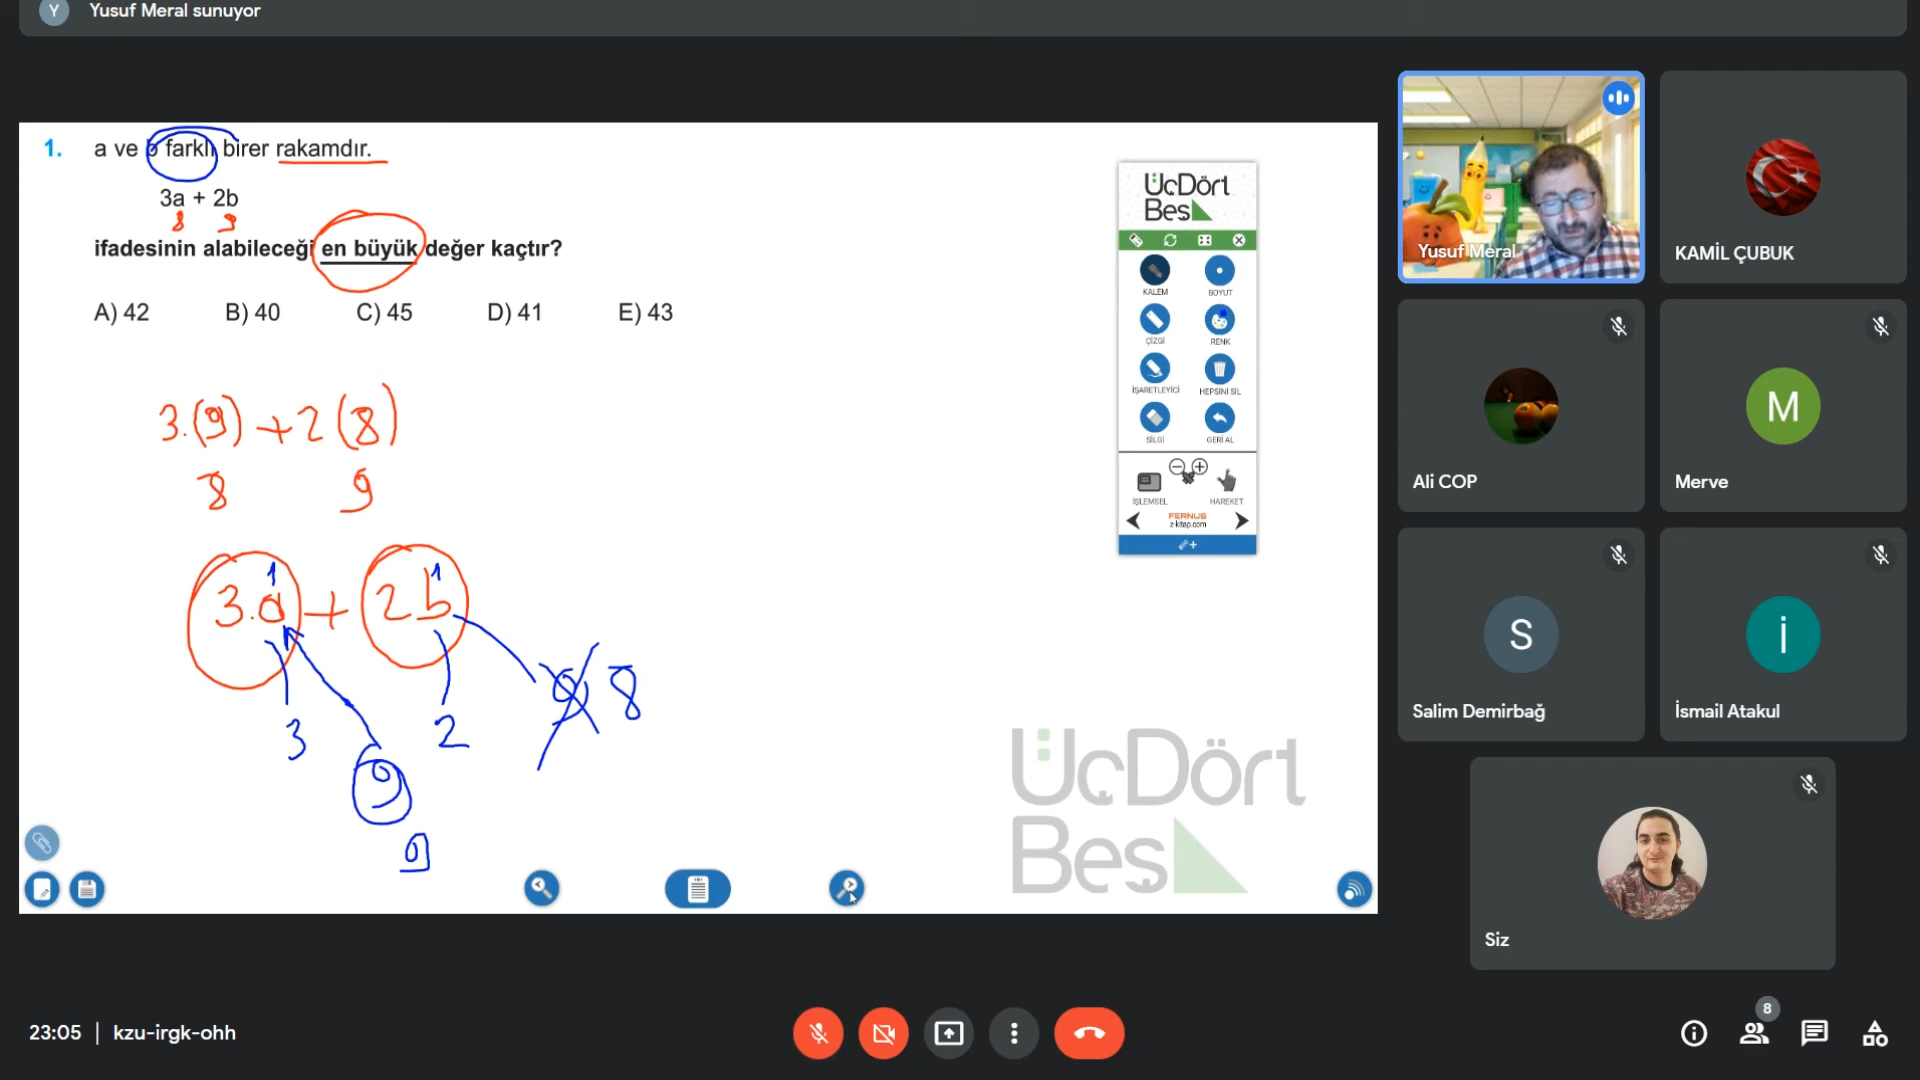 Y Yusuf Meral sunuyor
1. a ve b farklı birer rakamdır.
3a + 2b
8 9
ifadesinin alabileceği en büyük değer kaçtır?
A) 42 B) 40 C) 45 D) 41 E) 43
3.(9) + 2(8)
8 9
1 1
3.a + 2b
9 8
3 2
9
9
ÜçDört
Beş
KALEM BOYUT
ÇİZGİ RENK
İŞARETLEYİCİ HEPSİNİ SİL
SİLGİ GERİ AL
İŞLEMSEL HAREKET
FERNUS
z-kitap.com
ÜçDört
Beş
Yusuf Meral
KAMİL ÇUBUK
Ali COP
M
Merve
S
Salim Demirbağ
İ
İsmail Atakul
Siz
23:05 | kzu-irgk-ohh
8